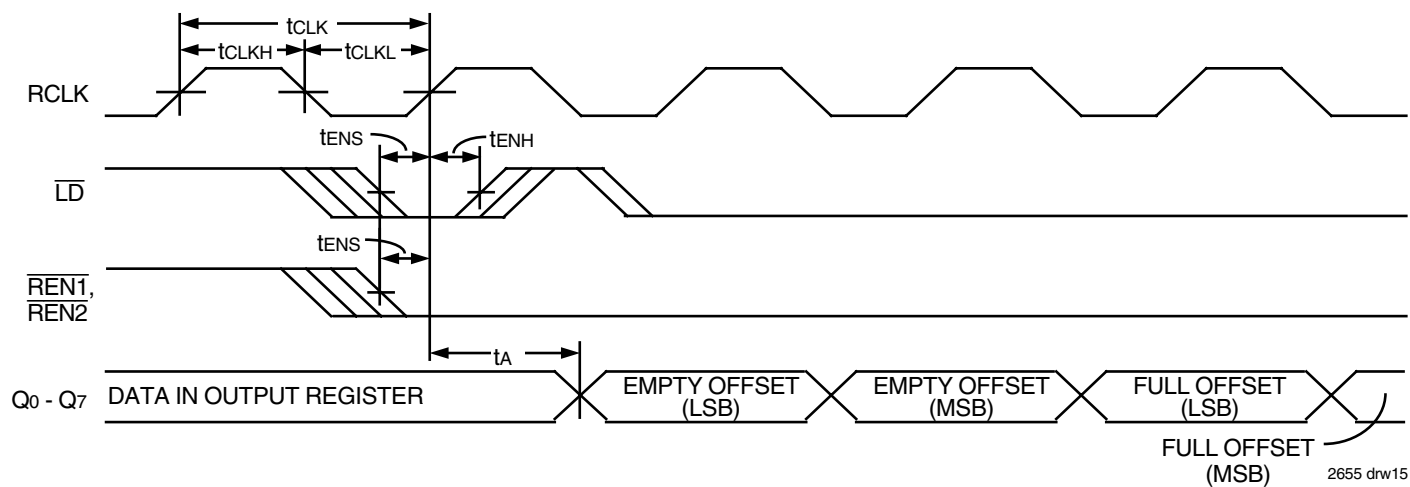 tCLK
tCLKH tCLKL
RCLK
tENS tENH
LD
tENS
REN1,
REN2
tA
Q0 - Q7 DATA IN OUTPUT REGISTER EMPTY OFFSET (LSB) EMPTY OFFSET (MSB) FULL OFFSET (LSB)
FULL OFFSET
(MSB)
2655 drw15